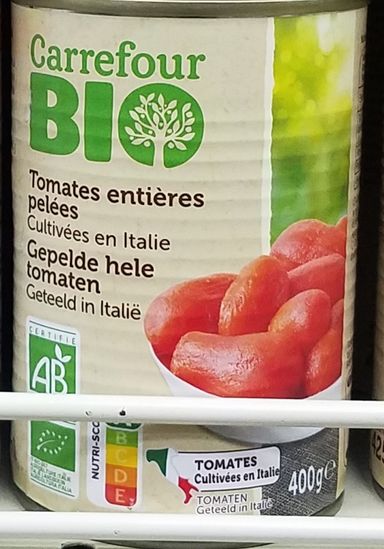 Carrefour
BIO
Tomates entières
pelées
Cultivées en Italie
Gepelde hele
tomaten
Geteeld in Italië
CERTIFIÉ
AB
NUTRI-SCO
B
C
D
E
TOMATES
Cultivées en Italie
TOMATEN
Geteeld in Italië
400g e